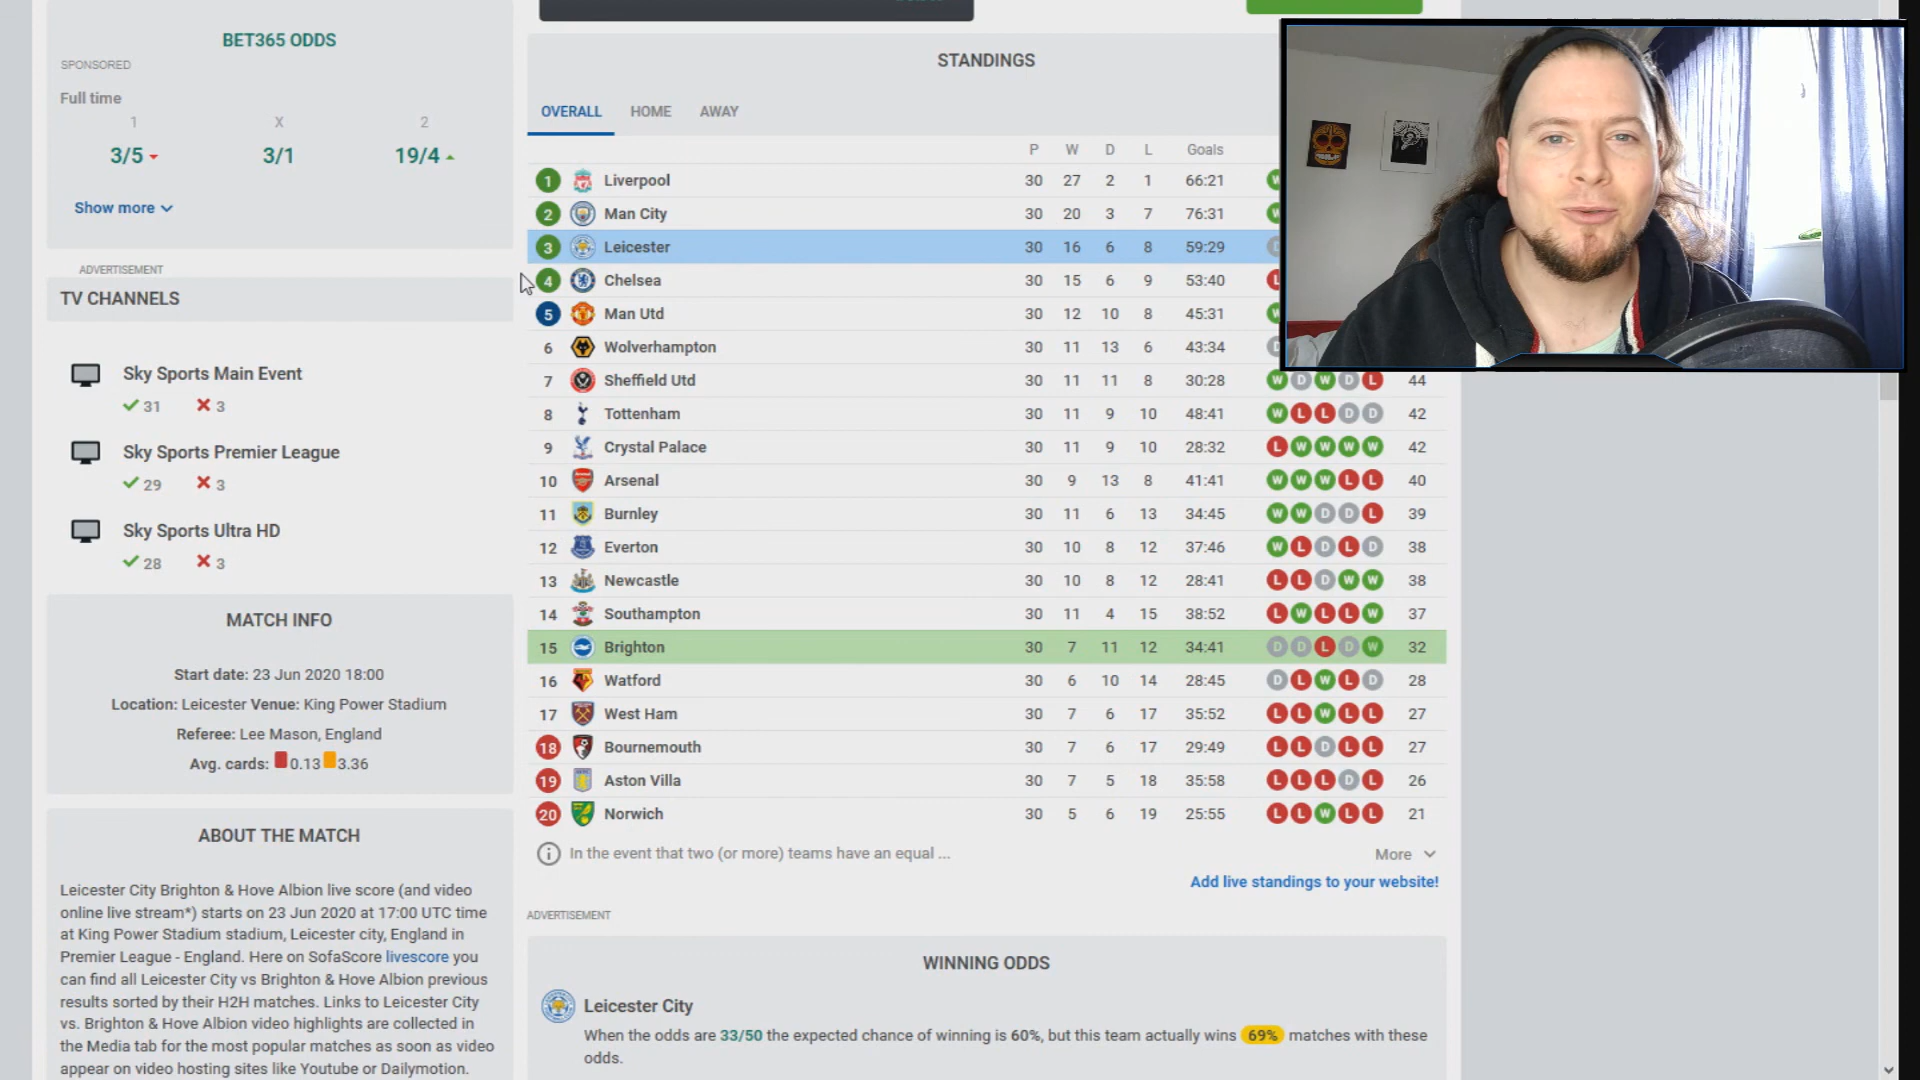 BET365 ODDS
SPONSORED
Full time
1 X 2
3/5 3/1 19/4
Show more
ADVERTISEMENT
TV CHANNELS
Sky Sports Main Event
31 3
Sky Sports Premier League
29 3
Sky Sports Ultra HD
28 3
MATCH INFO
Start date: 23 Jun 2020 18:00
Location: Leicester Venue: King Power Stadium
Referee: Lee Mason, England
Avg. cards: 0.13 3.36
ABOUT THE MATCH
Leicester City Brighton & Hove Albion live score (and video
online live stream*) starts on 23 Jun 2020 at 17:00 UTC time
at King Power Stadium stadium, Leicester city, England in
Premier League - England. Here on SofaScore livescore you
can find all Leicester City vs Brighton & Hove Albion previous
results sorted by their H2H matches. Links to Leicester City
vs. Brighton & Hove Albion video highlights are collected in
the Media tab for the most popular matches as soon as video
appear on video hosting sites like Youtube or Dailymotion.
STANDINGS
OVERALL HOME AWAY
P W D L Goals
1 Liverpool 30 27 2 1 66:21 W
2 Man City 30 20 3 7 76:31 W
3 Leicester 30 16 6 8 59:29 D
4 Chelsea 30 15 6 9 53:40 L
5 Man Utd 30 12 10 8 45:31 W
6 Wolverhampton 30 11 13 6 43:34 D
7 Sheffield Utd 30 11 11 8 30:28 W D W D L 44
8 Tottenham 30 11 9 10 48:41 W L L D D 42
9 Crystal Palace 30 11 9 10 28:32 L W W W W 42
10 Arsenal 30 9 13 8 41:41 W W W L L 40
11 Burnley 30 11 6 13 34:45 W W D D L 39
12 Everton 30 10 8 12 37:46 W L D L D 38
13 Newcastle 30 10 8 12 28:41 L L D W W 38
14 Southampton 30 11 4 15 38:52 L W L L W 37
15 Brighton 30 7 11 12 34:41 D D L D W 32
16 Watford 30 6 10 14 28:45 D L W L D 28
17 West Ham 30 7 6 17 35:52 L L W L L 27
18 Bournemouth 30 7 6 17 29:49 L L D L L 27
19 Aston Villa 30 7 5 18 35:58 L L L D L 26
20 Norwich 30 5 6 19 25:55 L L W L L 21
In the event that two (or more) teams have an equal ... More
Add live standings to your website!
ADVERTISEMENT
WINNING ODDS
Leicester City
When the odds are 33/50 the expected chance of winning is 60%, but this team actually wins 69% matches with these
odds.